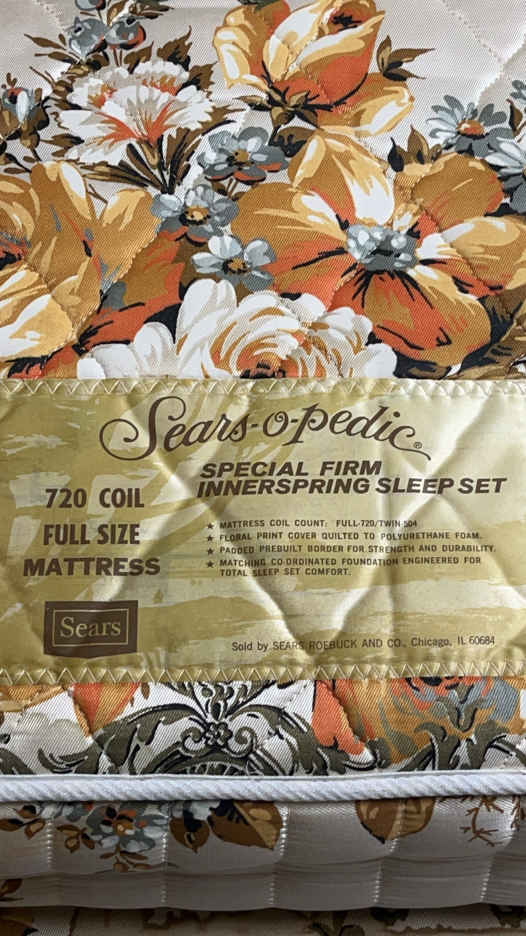 Sears-o-pedic®
SPECIAL FIRM
INNERSPRING SLEEP SET
720 COIL
FULL SIZE
MATTRESS
★ MATTRESS COIL COUNT: FULL-720/TWIN-504
★ FLORAL PRINT COVER QUILTED TO POLYURETHANE FOAM.
★ PADDED PREBUILT BORDER FOR STRENGTH AND DURABILITY.
★ MATCHING CO-ORDINATED FOUNDATION ENGINEERED FOR
TOTAL SLEEP SET COMFORT.
Sears
Sold by SEARS ROEBUCK AND CO., Chicago, IL 60684